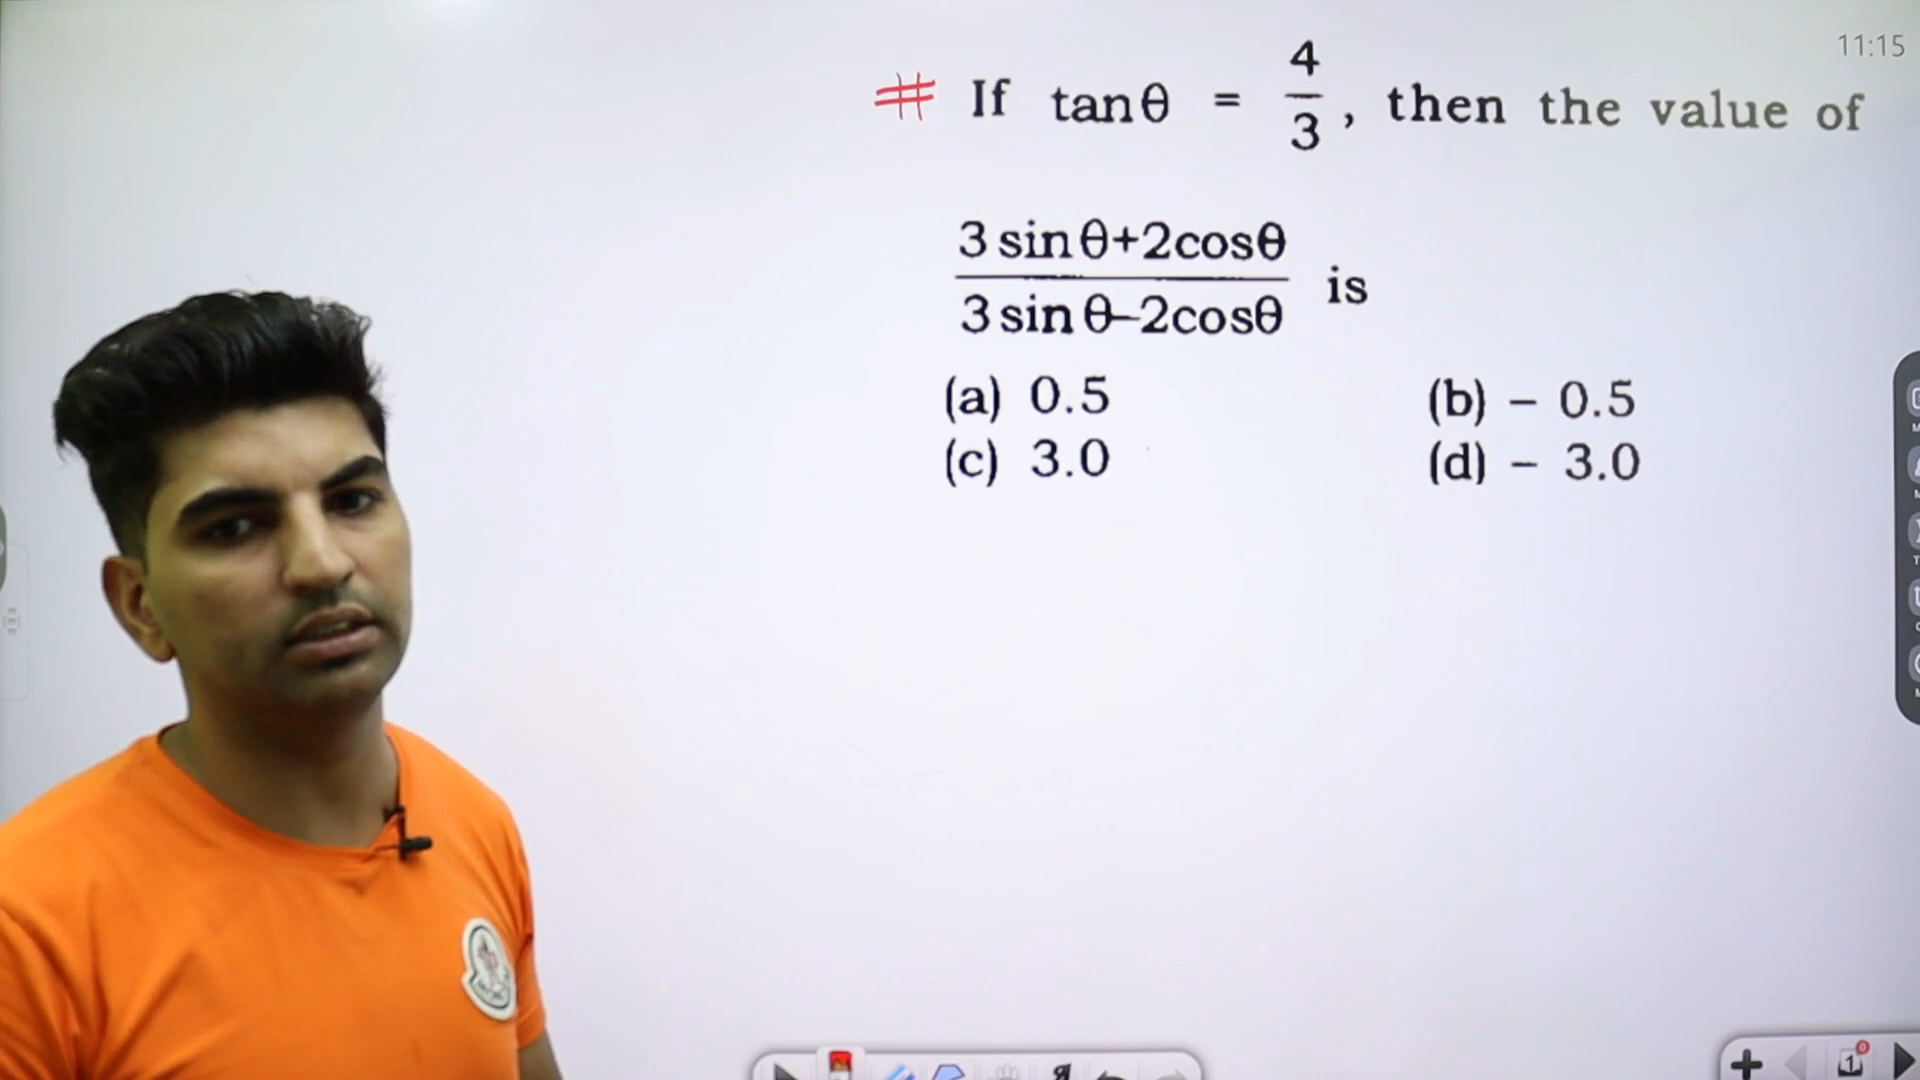 11:15
# If tanθ = 4/3, then the value of
3 sinθ+2cosθ / 3 sinθ–2cosθ is
(a) 0.5 (b) – 0.5
(c) 3.0 (d) – 3.0
1